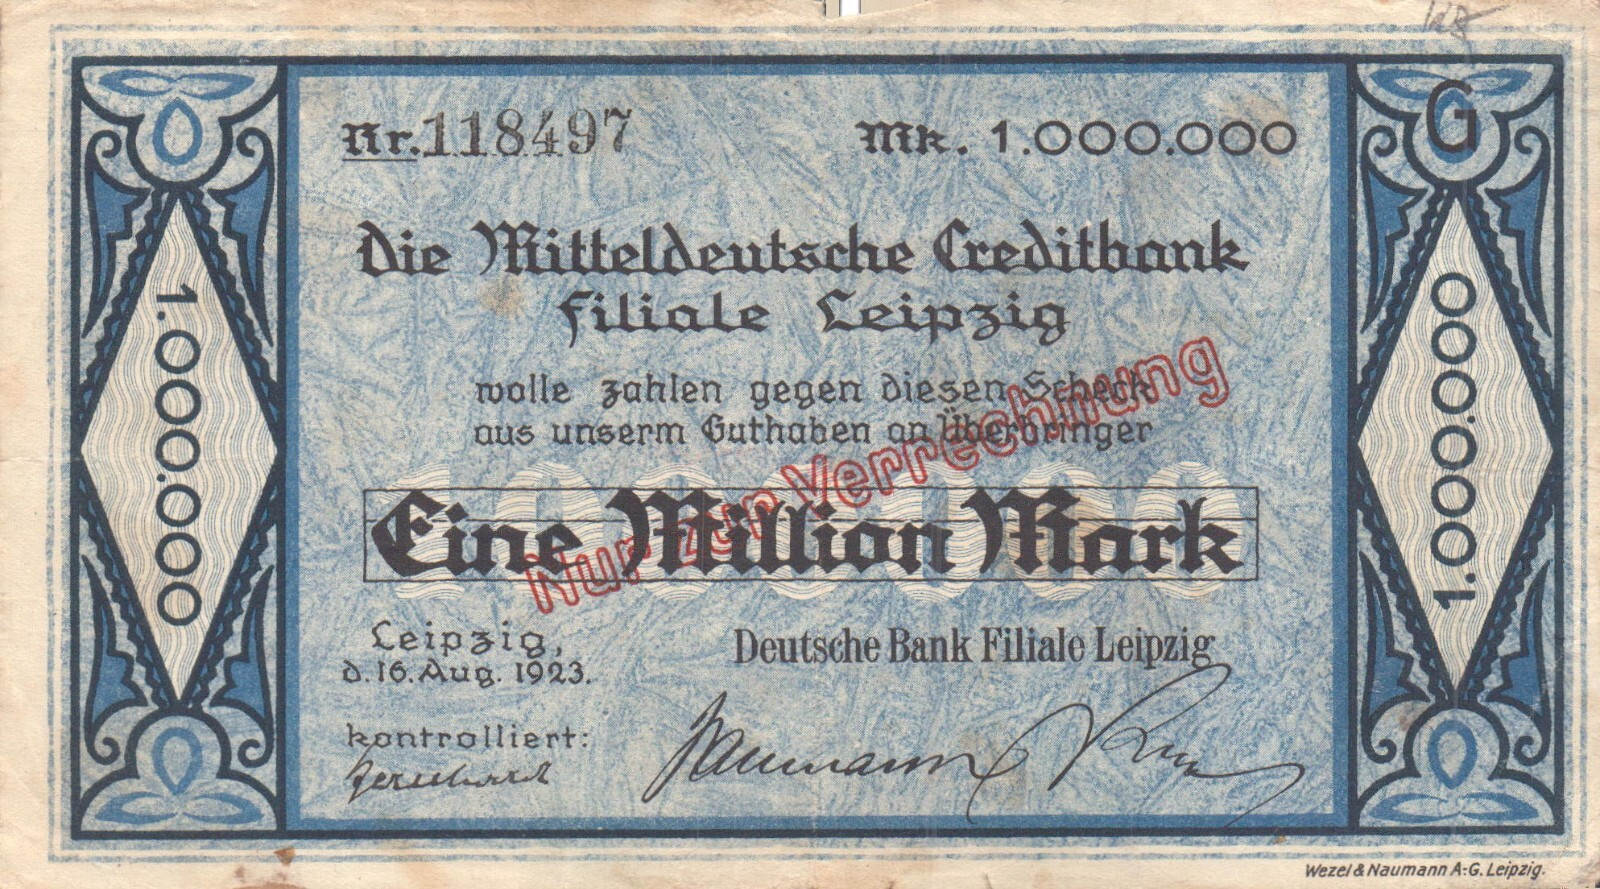 G
Nr. 118497 Mk. 1.000.000
Die Mitteldeutsche Creditbank
Filiale Leipzig
wolle zahlen gegen diesen Scheck
aus unserm Guthaben an Überbringer
Nur zur Verrechnung
1000000
Eine Million Mark
Leipzig,
d. 16. Aug. 1923.
Deutsche Bank Filiale Leipzig
kontrolliert:
1.000.000
1.000.000
Wezel & Naumann A.-G. Leipzig.